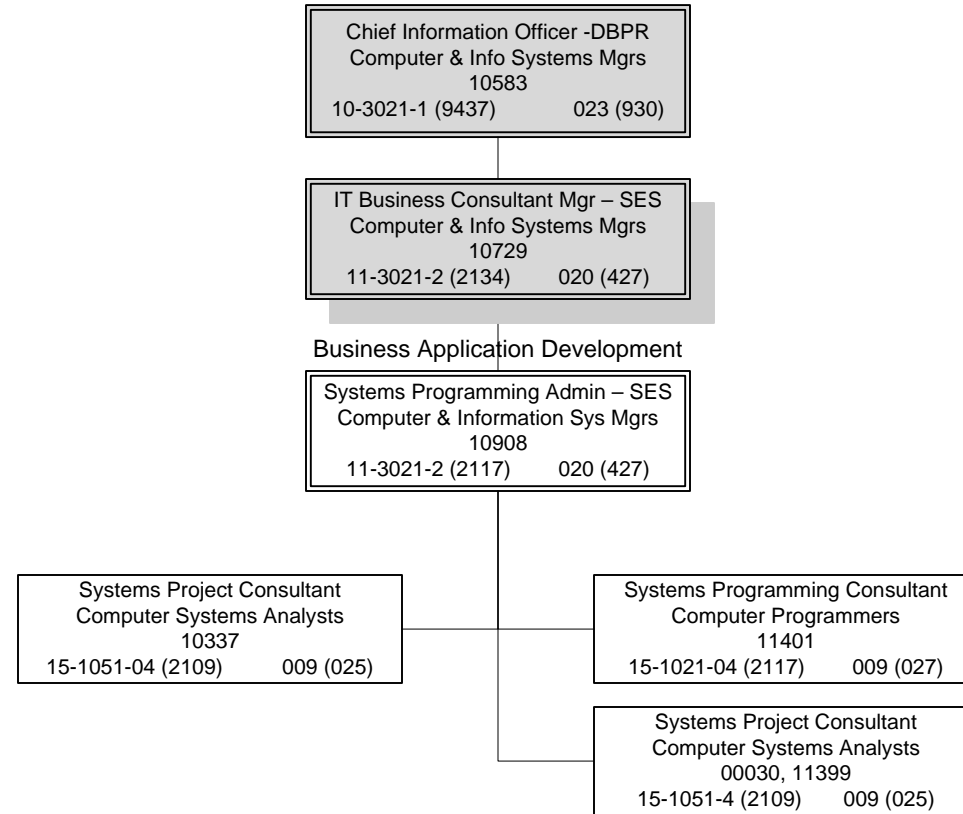 Chief Information Officer -DBPR
Computer & Info Systems Mgrs
10583
10-3021-1 (9437) 023 (930)
IT Business Consultant Mgr – SES
Computer & Info Systems Mgrs
10729
11-3021-2 (2134) 020 (427)
Business Application Development
Systems Programming Admin – SES
Computer & Information Sys Mgrs
10908
11-3021-2 (2117) 020 (427)
Systems Project Consultant
Computer Systems Analysts
10337
15-1051-04 (2109) 009 (025)
Systems Programming Consultant
Computer Programmers
11401
15-1021-04 (2117) 009 (027)
Systems Project Consultant
Computer Systems Analysts
00030, 11399
15-1051-4 (2109) 009 (025)